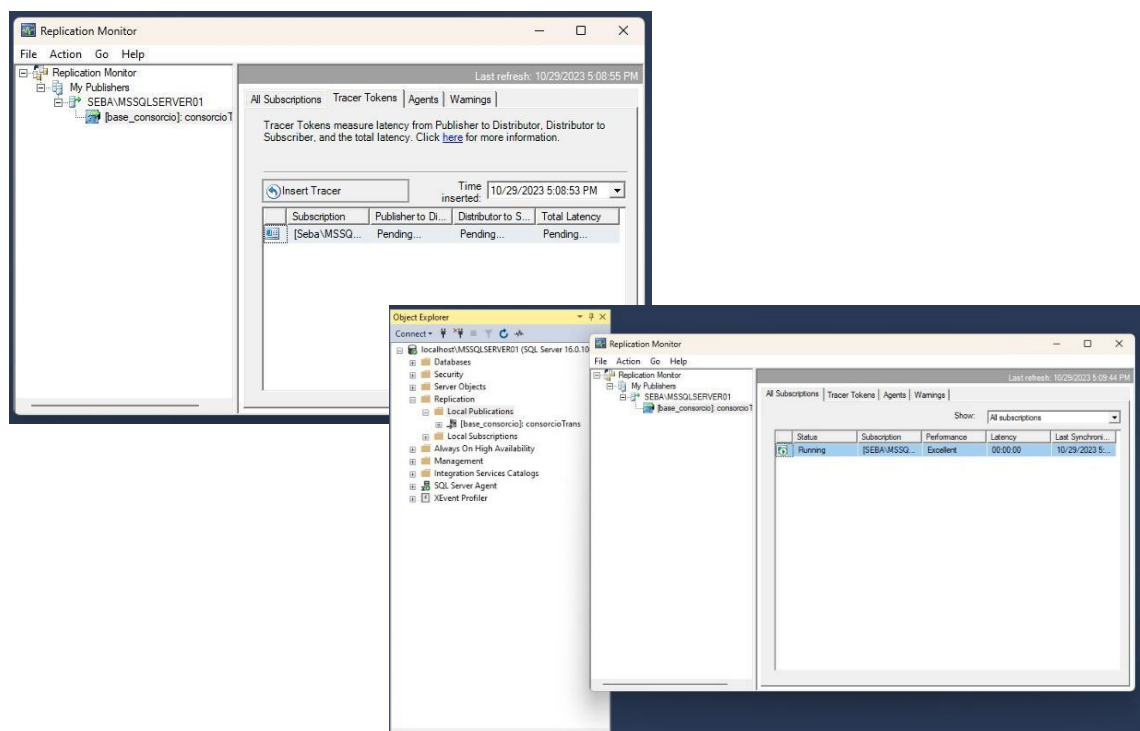 Replication Monitor
File Action Go Help
Replication Monitor
My Publishers
SEBA\MSSQLSERVER01
[base_consorcio]: consorcioT
Last refresh: 10/29/2023 5:08:55 PM
All Subscriptions Tracer Tokens Agents Warnings
Tracer Tokens measure latency from Publisher to Distributor, Distributor to
Subscriber, and the total latency. Click here for more information.
Insert Tracer
Time
inserted: 10/29/2023 5:08:53 PM
Subscription Publisher to Di... Distributor to S... Total Latency
[Seba\MSSQ... Pending... Pending... Pending...
Object Explorer
Connect
localhost\MSSQLSERVER01 (SQL Server 16.0.10
Databases
Security
Server Objects
Replication
Local Publications
[base_consorcio]: consorcioTrans
Local Subscriptions
Always On High Availability
Management
Integration Services Catalogs
SQL Server Agent
XEvent Profiler
Replication Monitor
File Action Go Help
Replication Monitor
My Publishers
SEBA\MSSQLSERVER01
[base_consorcio]: consorcioT
Last refresh: 10/29/2023 5:09:44 PM
All Subscriptions Tracer Tokens Agents Warnings
Show: All subscriptions
Status Subscription Performance Latency Last Synchroni...
Running [SEBA\MSSQ... Excellent 00:00:00 10/29/2023 5:...